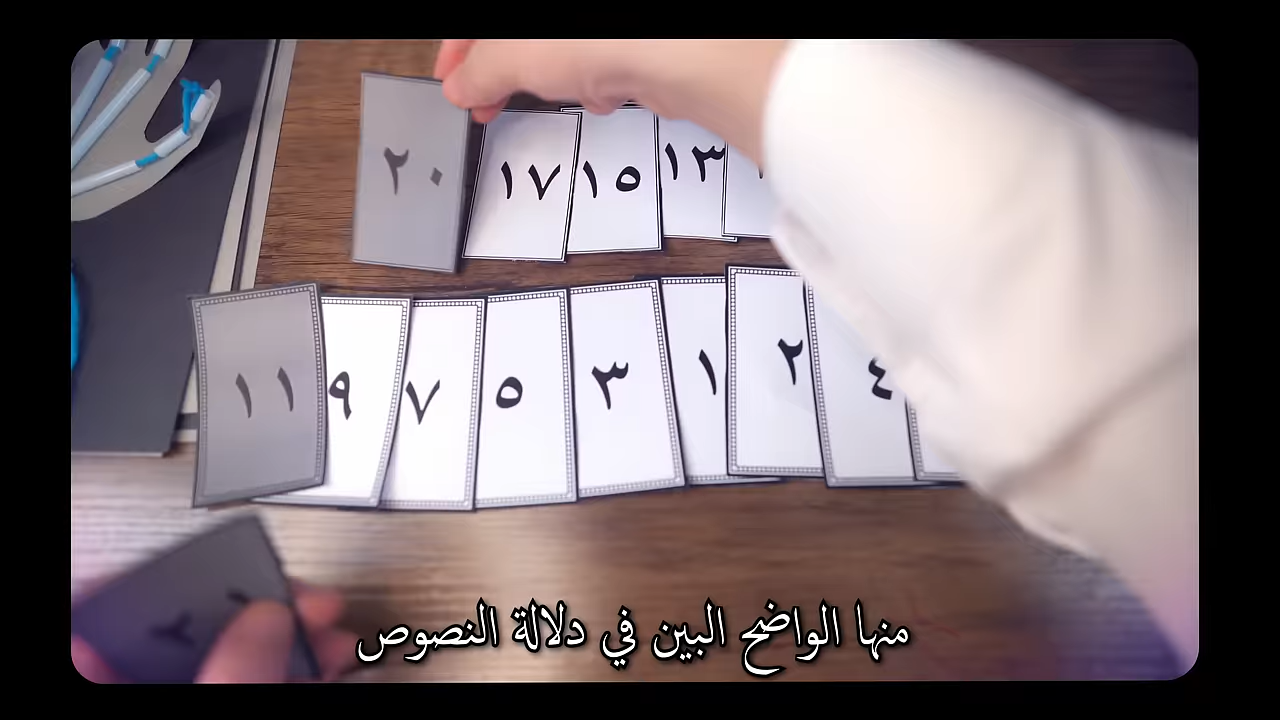 ٢٠ ١٧ ١٥ ١٣
١١ ٩ ٧ ٥ ٣ ١ ٢ ٤
منها الواضح البين في دلالة النصوص